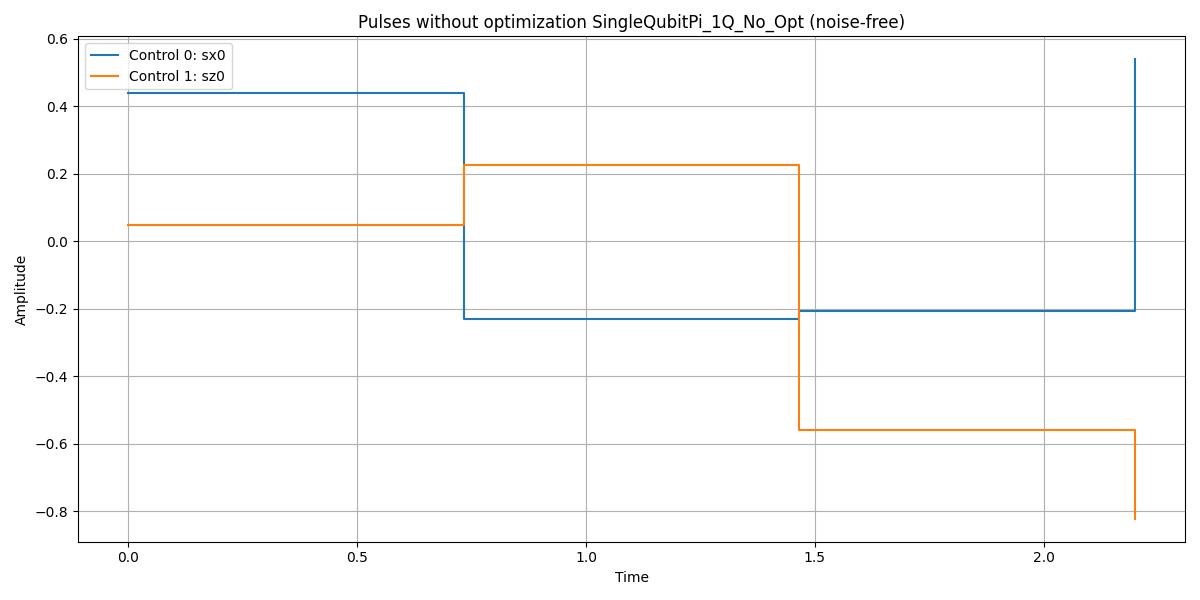 Pulses without optimization SingleQubitPi_1Q_No_Opt (noise-free)
Control 0: sx0
Control 1: sz0
Amplitude
0.6
0.4
0.2
0.0
−0.2
−0.4
−0.6
−0.8
0.0 0.5 1.0 1.5 2.0
Time